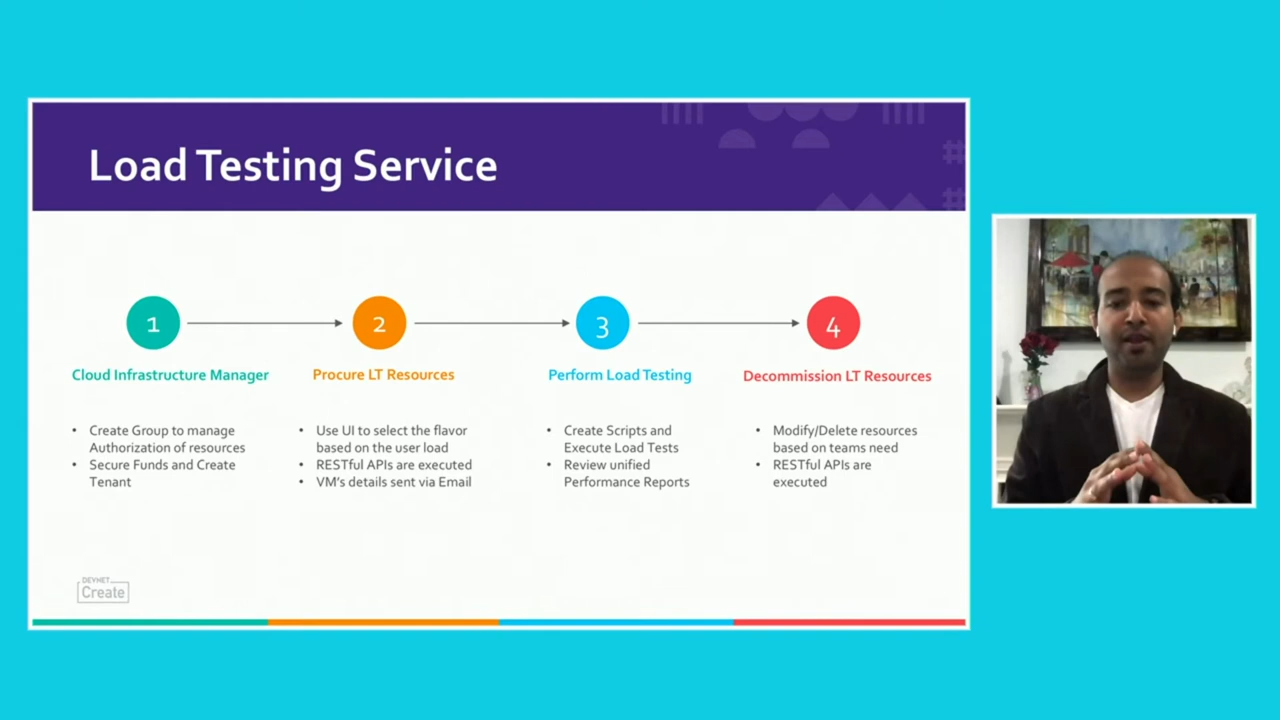 Load Testing Service
1
2
3
4
Cloud Infrastructure Manager
Procure LT Resources
Perform Load Testing
Decommission LT Resources
• Create Group to manage
Authorization of resources
• Secure Funds and Create
Tenant
• Use UI to select the flavor
based on the user load
• RESTful APIs are executed
• VM's details sent via Email
• Create Scripts and
Execute Load Tests
• Review unified
Performance Reports
• Modify/Delete resources
based on teams need
• RESTful APIs are
executed
DEVNET
Create